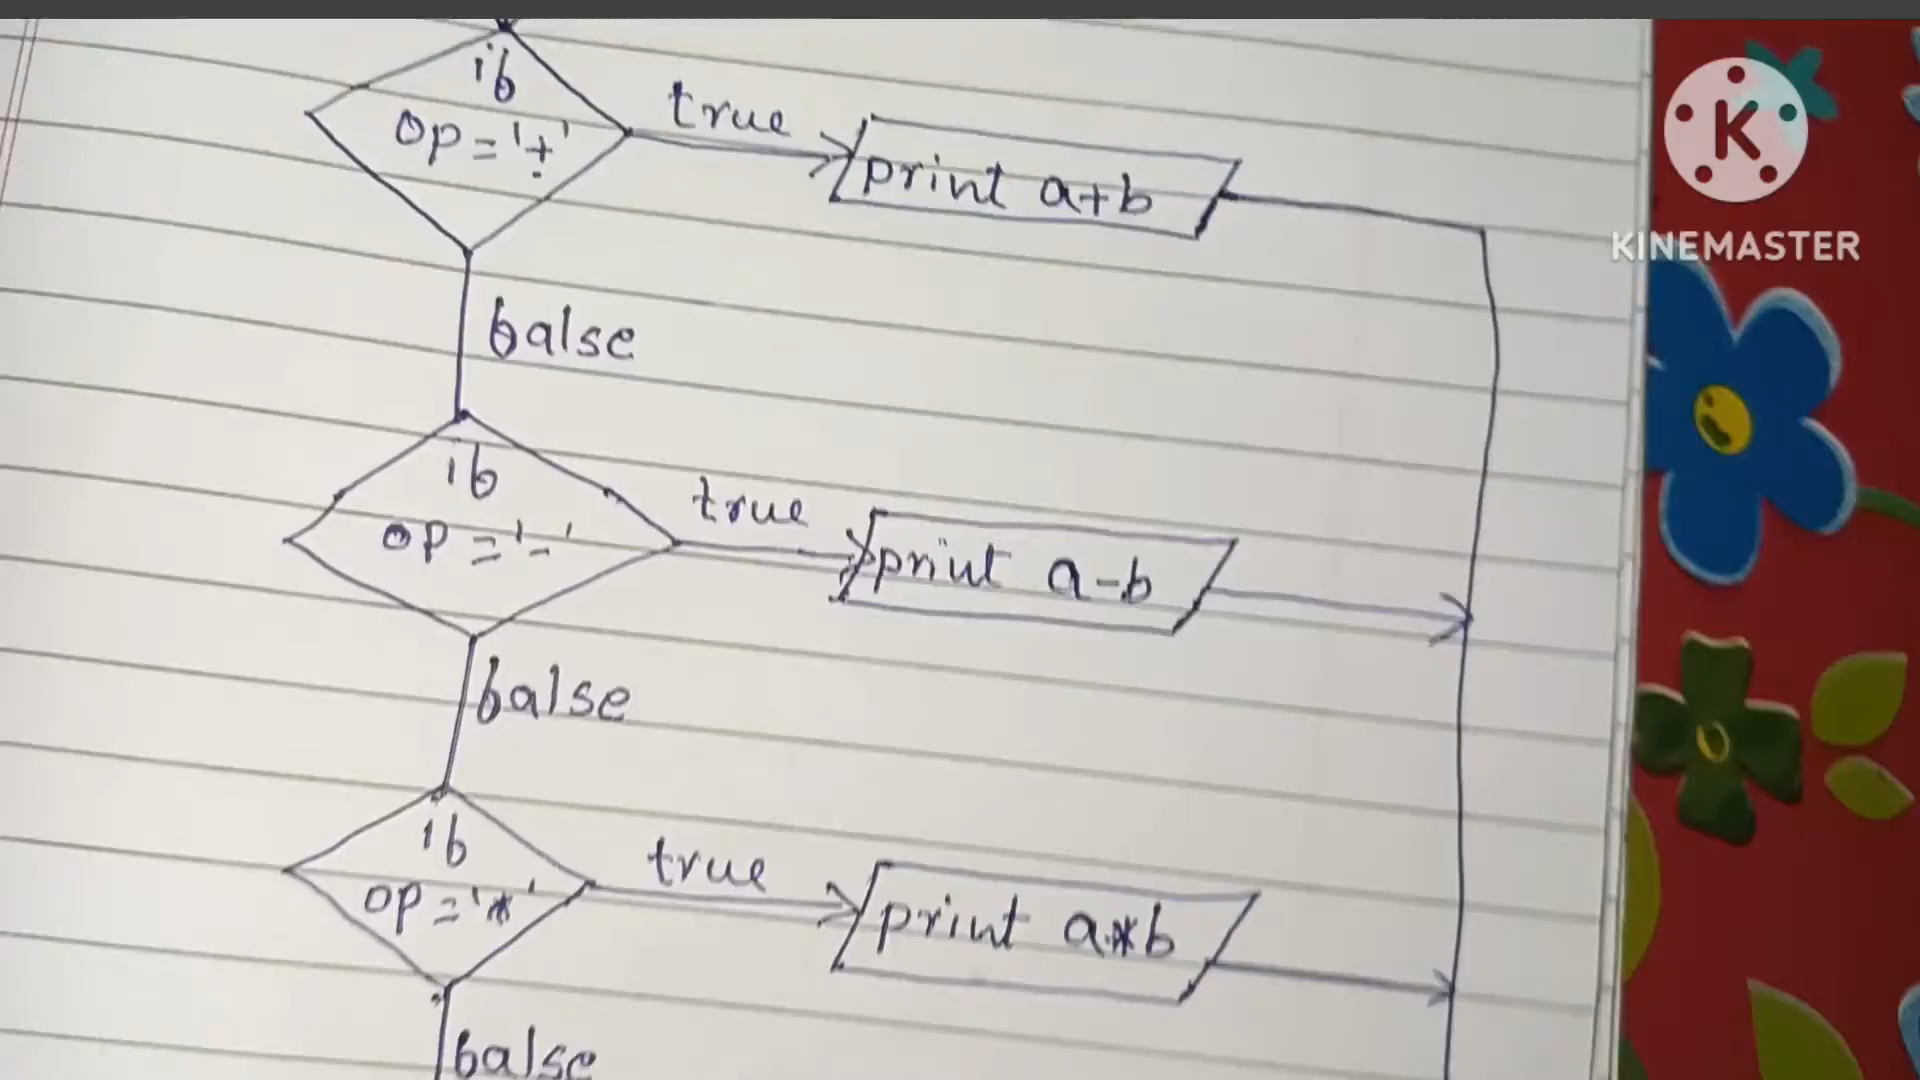 if
op = '+'
true
print a+b
KINEMASTER
false
if
op = '-'
true
print a-b
false
if
op = '*'
true
print a*b
false